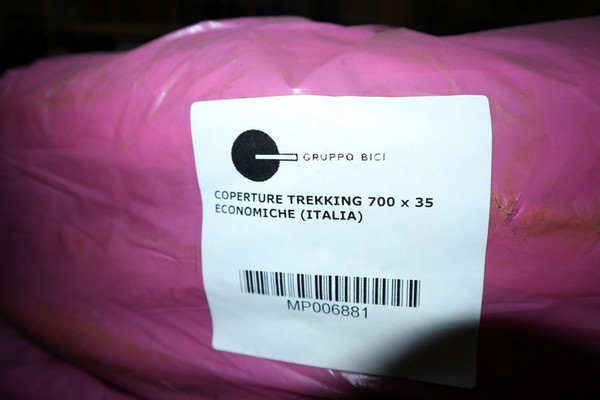 GRUPPO BICI
COPERTURE TREKKING 700 x 35
ECONOMICHE (ITALIA)
MP006881